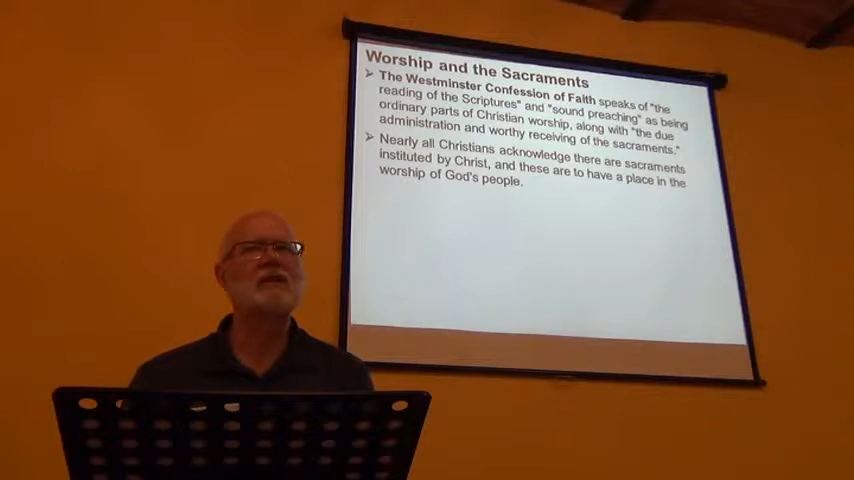 Worship and the Sacraments
➢ The Westminster Confession of Faith speaks of "the
reading of the Scriptures" and "sound preaching" as being
ordinary parts of Christian worship, along with "the due
administration and worthy receiving of the sacraments."
➢ Nearly all Christians acknowledge there are sacraments
instituted by Christ, and these are to have a place in the
worship of God's people.